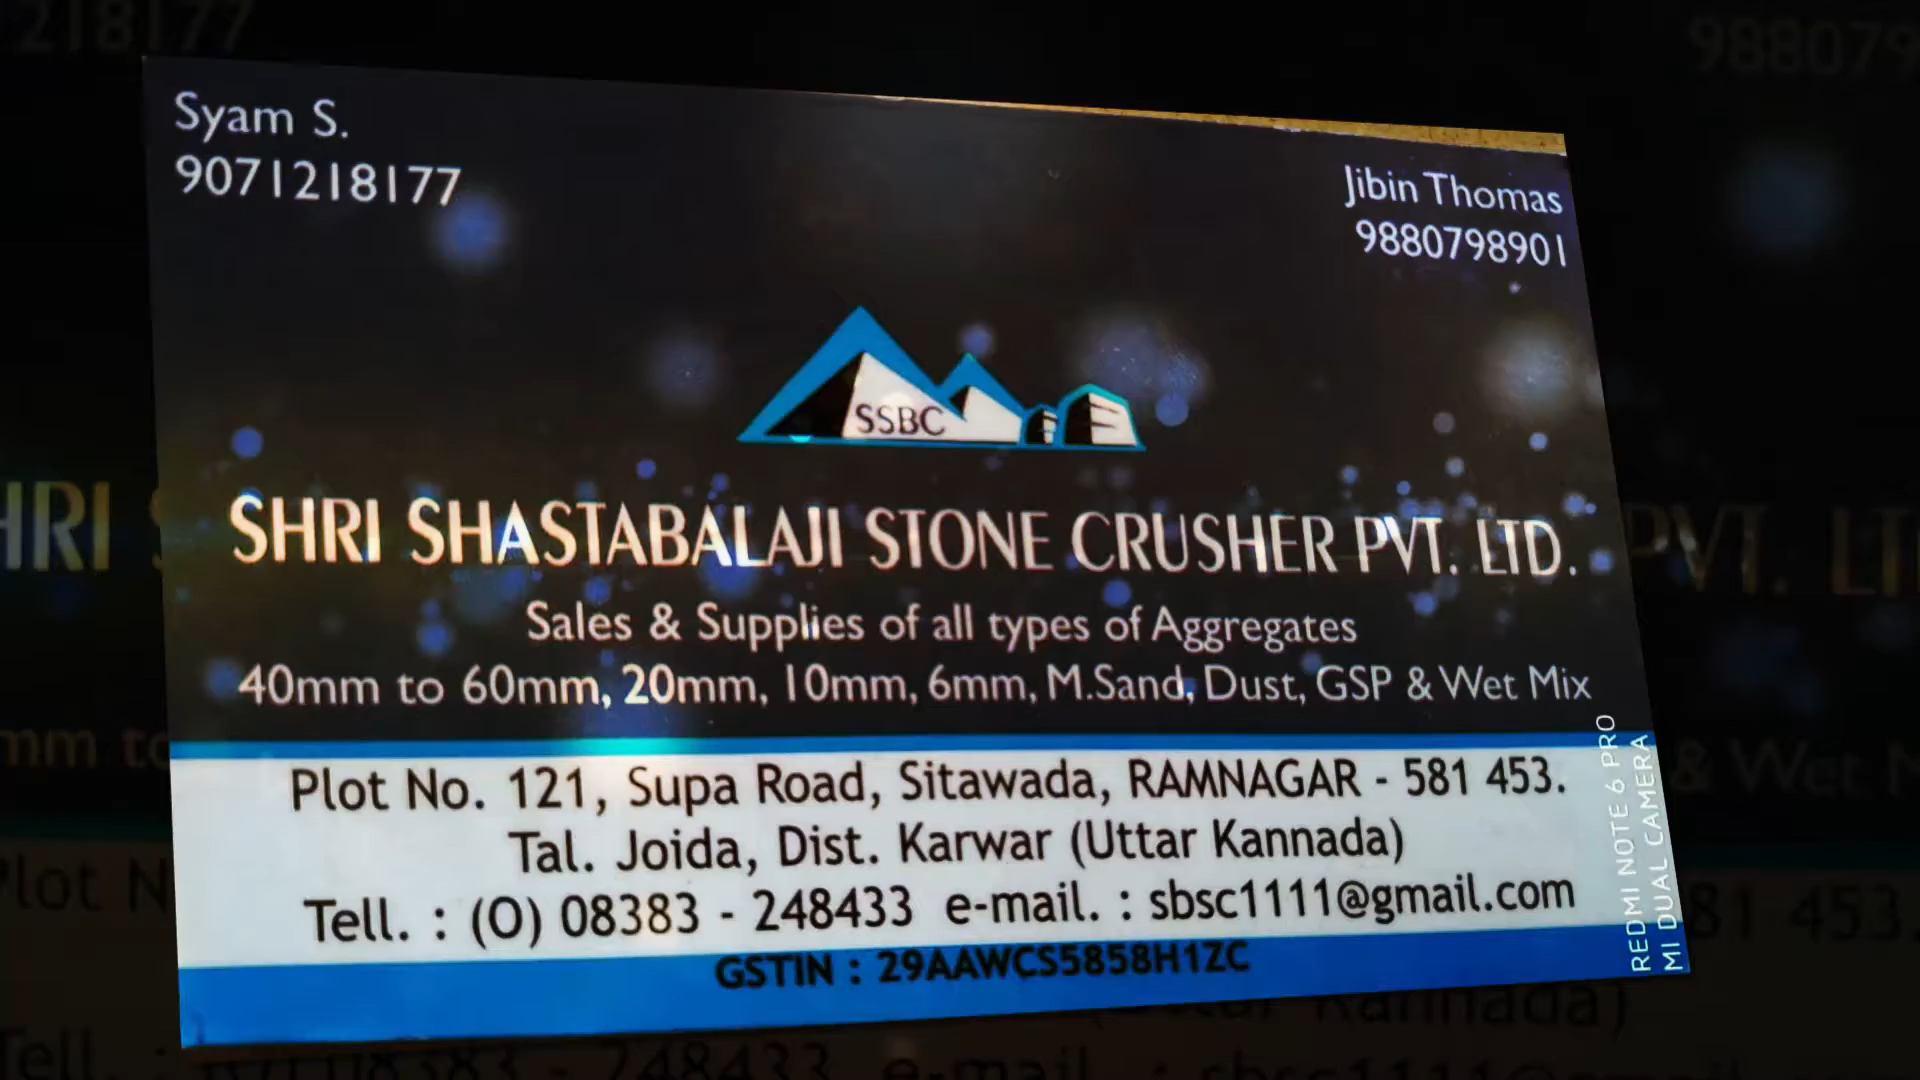 Syam S.
9071218177
Jibin Thomas
9880798901
SSBC
SHRI SHASTABALAJI STONE CRUSHER PVT. LTD.
Sales & Supplies of all types of Aggregates
40mm to 60mm, 20mm, 10mm, 6mm, M.Sand, Dust, GSP & Wet Mix
Plot No. 121, Supa Road, Sitawada, RAMNAGAR - 581 453.
Tal. Joida, Dist. Karwar (Uttar Kannada)
Tell. : (O) 08383 - 248433 e-mail. : sbsc1111@gmail.com
GSTIN : 29AAWCS5858H1ZC
REDMI NOTE 6 PRO
MI DUAL CAMERA